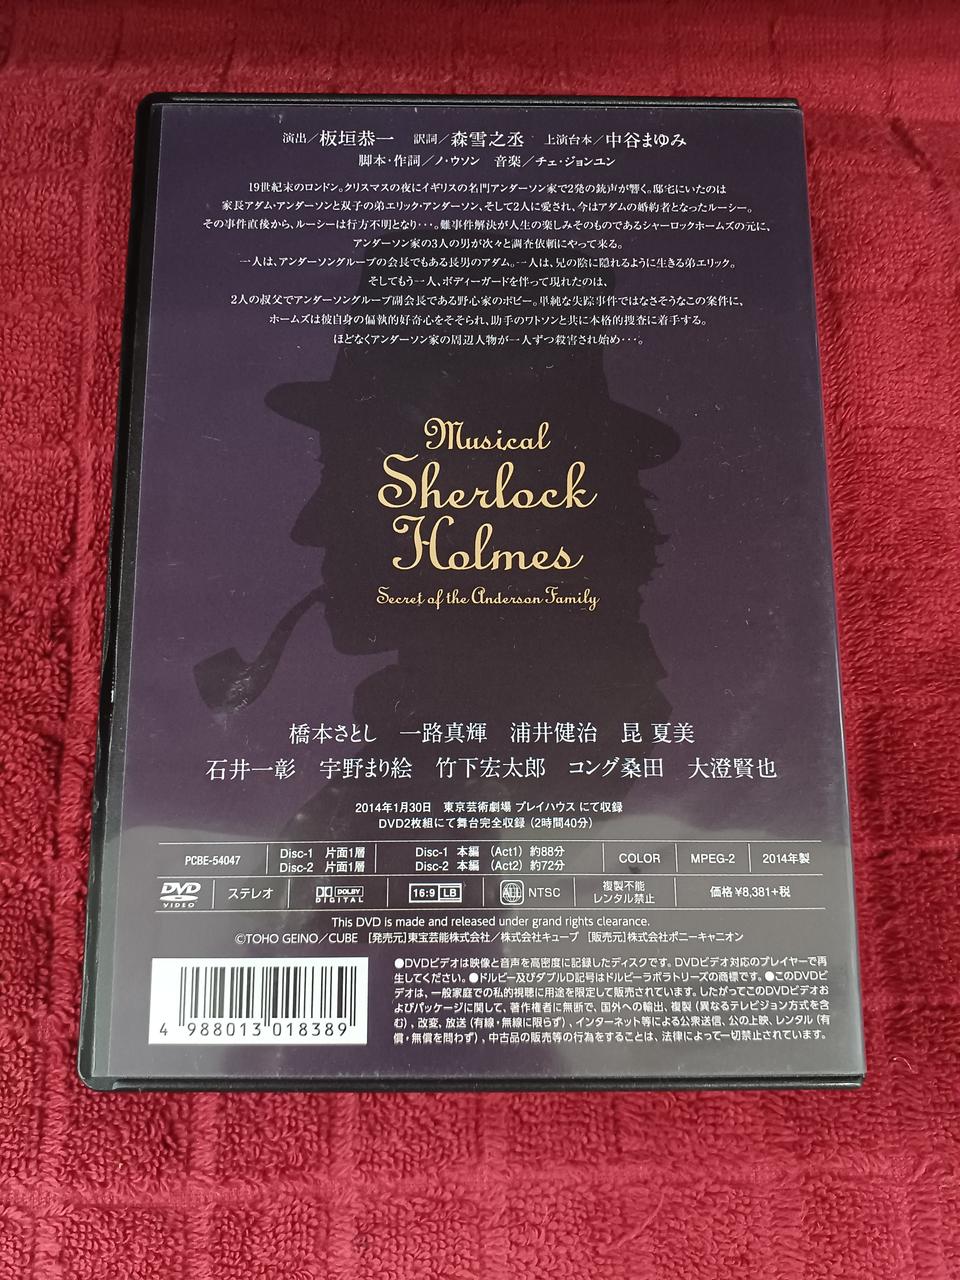 演出／板垣恭一　訳詞／森雪之丞　上演台本／中谷まゆみ
脚本・作詞／ノ・ウソン　音楽／チェ・ジョンユン
19世紀末のロンドン。クリスマスの夜にイギリスの名門アンダーソン家で2発の銃声が響く。邸宅にいたのは
家長アダム・アンダーソンと双子の弟エリック・アンダーソン、そして2人に愛され、今はアダムの婚約者となったルーシー。
その事件直後から、ルーシーは行方不明となり・・・。難事件解決が人生の楽しみそのものであるシャーロックホームズの元に、
アンダーソン家の3人の男が次々と調査依頼にやって来る。
一人は、アンダーソングループの会長でもある長男のアダム。一人は、兄の陰に隠れるように生きる弟エリック。
そしてもう一人、ボディーガードを伴って現れたのは、
2人の叔父でアンダーソングループ副会長である野心家のボビー。単純な失踪事件ではなさそうなこの案件に、
ホームズは彼自身の偏執的好奇心をそそられ、助手のワトソンと共に本格的捜査に着手する。
ほどなくアンダーソン家の周辺人物が一人ずつ殺害され始め・・・。
Musical
Sherlock
Holmes
Secret of the Anderson Family
橋本さとし　一路真輝　浦井健治　昆 夏美
石井一彰　宇野まり絵　竹下宏太郎　コング桑田　大澄賢也
2014年1月30日　東京芸術劇場 プレイハウス にて収録
DVD2枚組にて舞台完全収録（2時間40分）
PCBE-54047　Disc-1 片面1層　Disc-1 本編 （Act1）約88分　COLOR　MPEG-2　2014年製
Disc-2 片面1層　Disc-2 本編 （Act2）約72分
DVD VIDEO　ステレオ　DOLBY DIGITAL　16:9 LB　ALL NTSC　複製不能 レンタル禁止　価格 ¥8,381+税
This DVD is made and released under grand rights clearance.
©TOHO GEINO／CUBE　[発売元]東宝芸能株式会社／株式会社キューブ　[販売元]株式会社ポニーキャニオン
●DVDビデオは映像と音声を高密度に記録したディスクです。DVDビデオ対応のプレイヤーで再
生してください。●ドルビー及びダブルD記号はドルビーラボラトリーズの商標です。●このDVDビ
デオは、一般家庭での私的視聴に用途を限定して販売されています。したがってこのDVDビデオお
よびパッケージに関して、著作権者に無断で、国外への輸出、複製（異なるテレビジョン方式を含
む）、改変、放送（有線・無線に限らず）、インターネット等による公衆送信、公の上映、レンタル（有
償・無償を問わず）、中古品の販売等の行為をすることは、法律によって一切禁止されています。
4 988013 018389